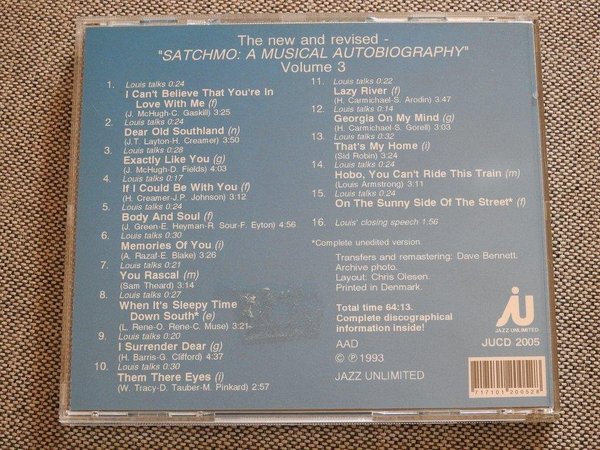 The new and revised -
"SATCHMO: A MUSICAL AUTOBIOGRAPHY"
Volume 3
1. Louis talks 0:24
I Can't Believe That You're In
Love With Me (f)
(J. McHugh-C. Gaskill) 3:25
2. Louis talks 0:24
Dear Old Southland (n)
(J.T. Layton-H. Creamer) 3:50
3. Louis talks 0:28
Exactly Like You (g)
(J. McHugh-D. Fields) 4:03
4. Louis talks 0:17
If I Could Be With You (f)
(H. Creamer-J.P. Johnson) 3:12
5. Louis talks 0:24
Body And Soul (f)
(J. Green-E. Heyman-R. Sour-F. Eyton) 4:56
6. Louis talks 0:30
Memories Of You (i)
(A. Razaf-E. Blake) 3:26
7. Louis talks 0:21
You Rascal (m)
(Sam Theard) 3:14
8. Louis talks 0:27
When It's Sleepy Time
Down South* (e)
(L. Rene-O. Rene-C. Muse) 3:21
9. Louis talks 0:20
I Surrender Dear (g)
(H. Barris-G. Clifford) 4:37
10. Louis talks 0:30
Them There Eyes (i)
(W. Tracy-D. Tauber-M. Pinkard) 2:57
11. Louis talks 0:22
Lazy River (f)
(H. Carmichael-S. Arodin) 3:47
12. Louis talks 0:14
Georgia On My Mind (g)
(H. Carmichael-S. Gorell) 3:03
13. Louis talks 0:32
That's My Home (i)
(Sid Robin) 3:24
14. Louis talks 0:24
Hobo, You Can't Ride This Train (m)
(Louis Armstrong) 3:11
15. Louis talks 0:24
On The Sunny Side Of The Street* (f)
16. Louis' closing speech 1:56
*Complete unedited version
Transfers and remastering: Dave Bennett.
Archive photo.
Layout: Chris Olesen.
Printed in Denmark.
Total time 64:13.
Complete discographical
information inside!
AAD
© ℗ 1993
JAZZ UNLIMITED
JU
JAZZ UNLIMITED
JUCD 2005
717101200528